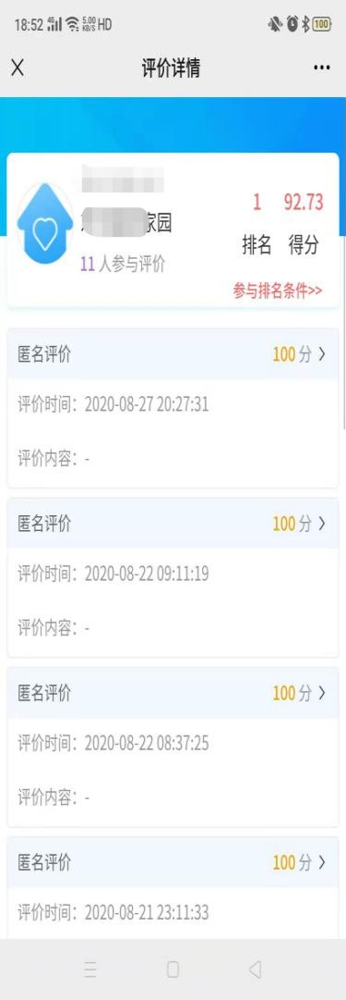 18:52 4G 5.00 KB/S HD 100
X 评价详情 ···
家园
11 人参与评价
1 92.73
排名 得分
参与排名条件>>
匿名评价 100 分 >
评价时间：2020-08-27 20:27:31
评价内容：-
匿名评价 100 分 >
评价时间：2020-08-22 09:11:19
评价内容：-
匿名评价 100 分 >
评价时间：2020-08-22 08:37:25
评价内容：-
匿名评价 100 分 >
评价时间：2020-08-21 23:11:33